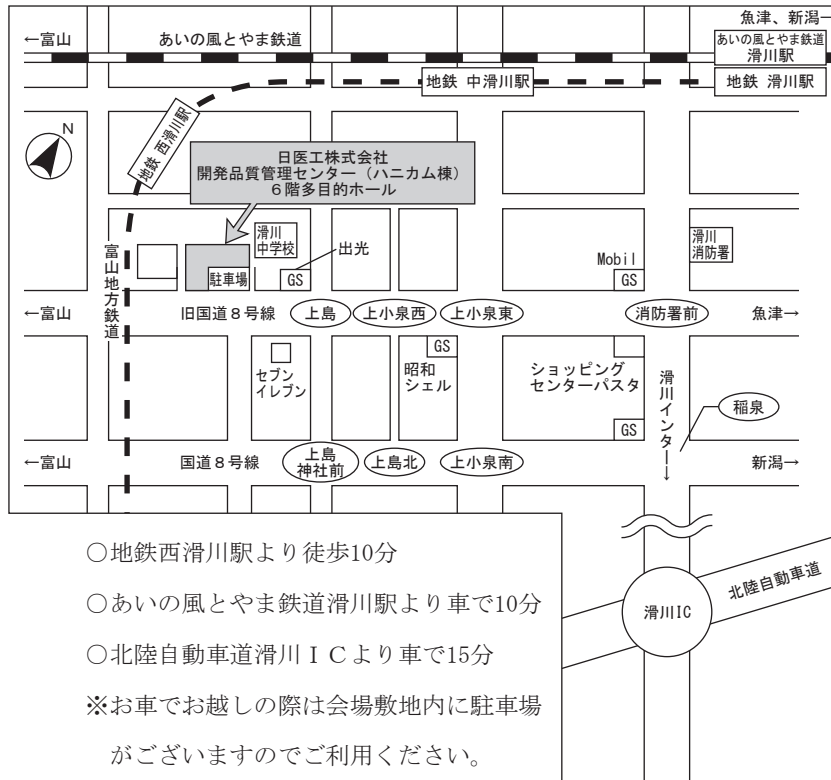 魚津、新潟→
←富山
あいの風とやま鉄道
あいの風とやま鉄道
滑川駅
地鉄 中滑川駅
地鉄 滑川駅
地鉄 西滑川駅
N
日医工株式会社
開発品質管理センター（ハニカム棟）
６階多目的ホール
富山地方鉄道
駐車場
滑川
中学校
GS
出光
Mobil
GS
滑川
消防署
←富山
旧国道８号線
上島
上小泉西
上小泉東
消防署前
魚津→
セブン
イレブン
GS
昭和
シェル
ショッピング
センターパスタ
GS
滑川インター→
稲泉
←富山
国道８号線
上島
神社前
上島北
上小泉南
新潟→
滑川IC
北陸自動車道
○地鉄西滑川駅より徒歩10分
○あいの風とやま鉄道滑川駅より車で10分
○北陸自動車道滑川ＩＣより車で15分
※お車でお越しの際は会場敷地内に駐車場
がございますのでご利用ください。